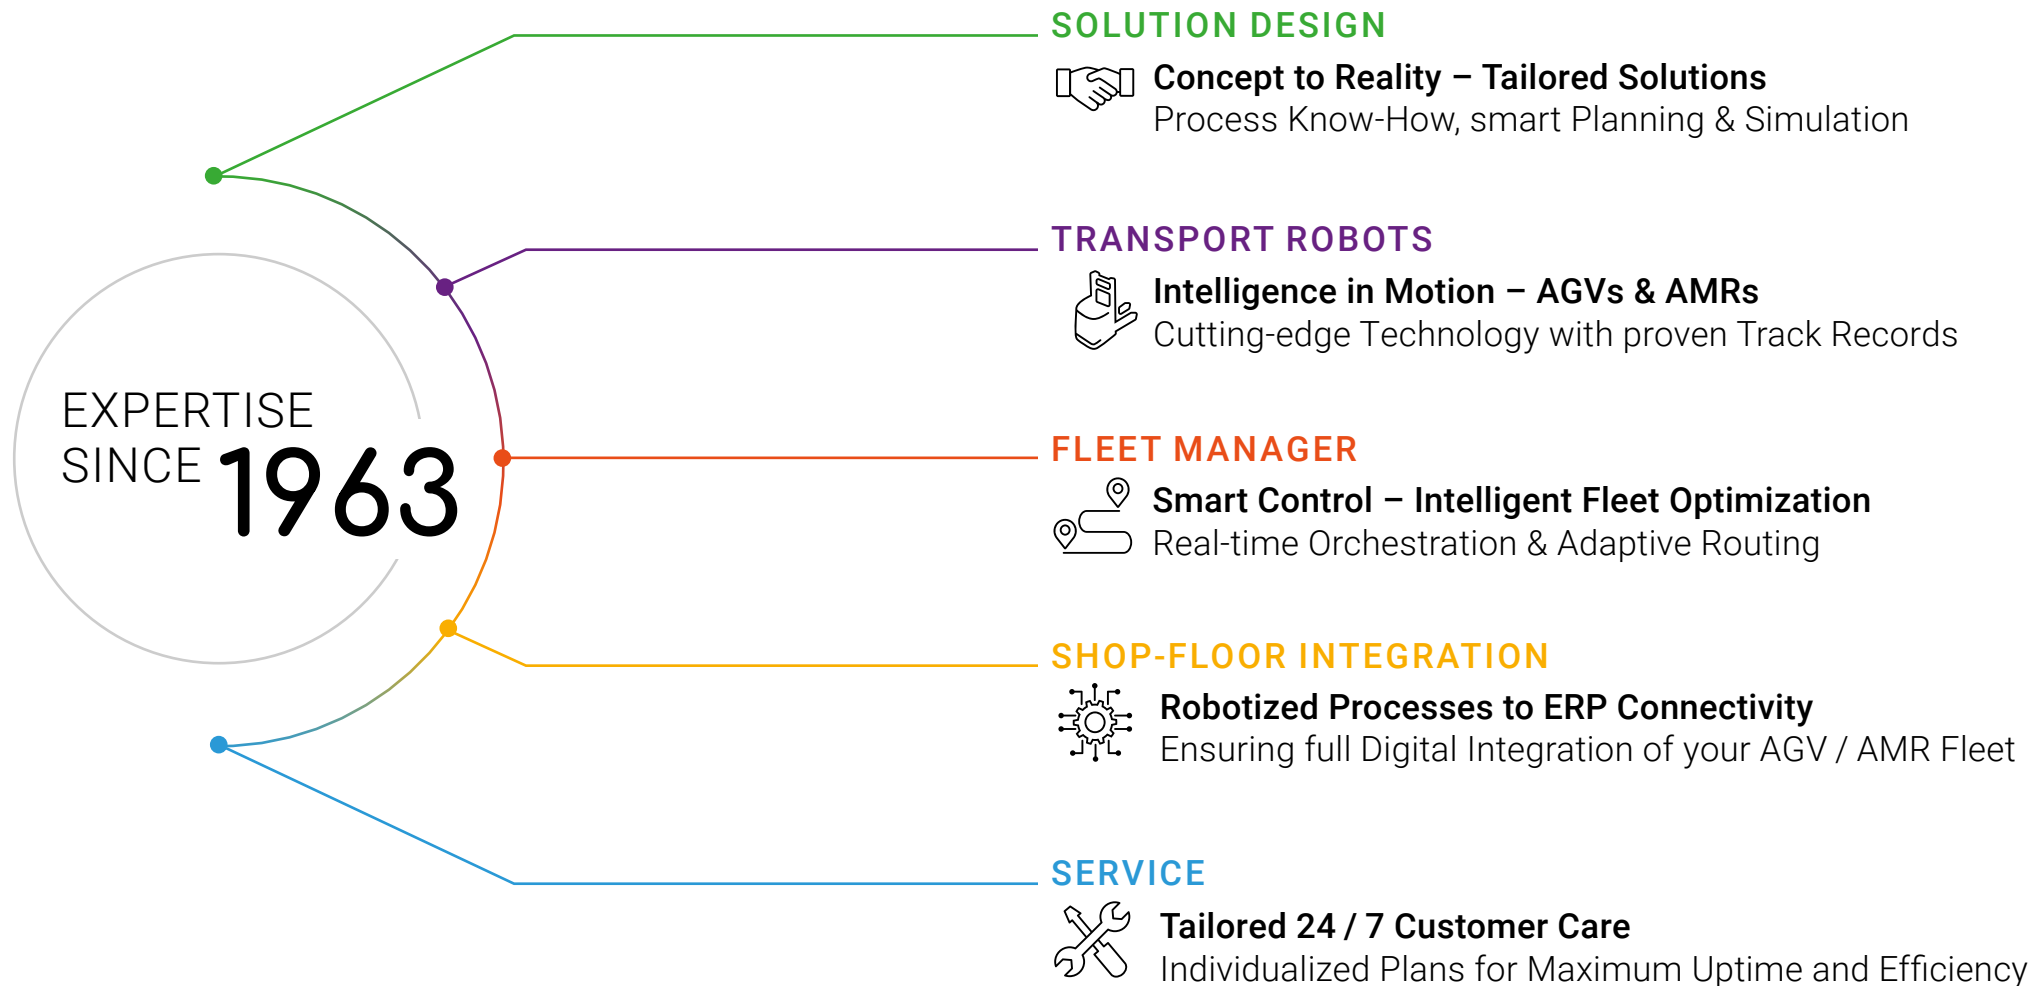 EXPERTISE
SINCE 1963
SOLUTION DESIGN
Concept to Reality – Tailored Solutions
Process Know-How, smart Planning & Simulation
TRANSPORT ROBOTS
Intelligence in Motion – AGVs & AMRs
Cutting-edge Technology with proven Track Records
FLEET MANAGER
Smart Control – Intelligent Fleet Optimization
Real-time Orchestration & Adaptive Routing
SHOP-FLOOR INTEGRATION
Robotized Processes to ERP Connectivity
Ensuring full Digital Integration of your AGV / AMR Fleet
SERVICE
Tailored 24 / 7 Customer Care
Individualized Plans for Maximum Uptime and Efficiency